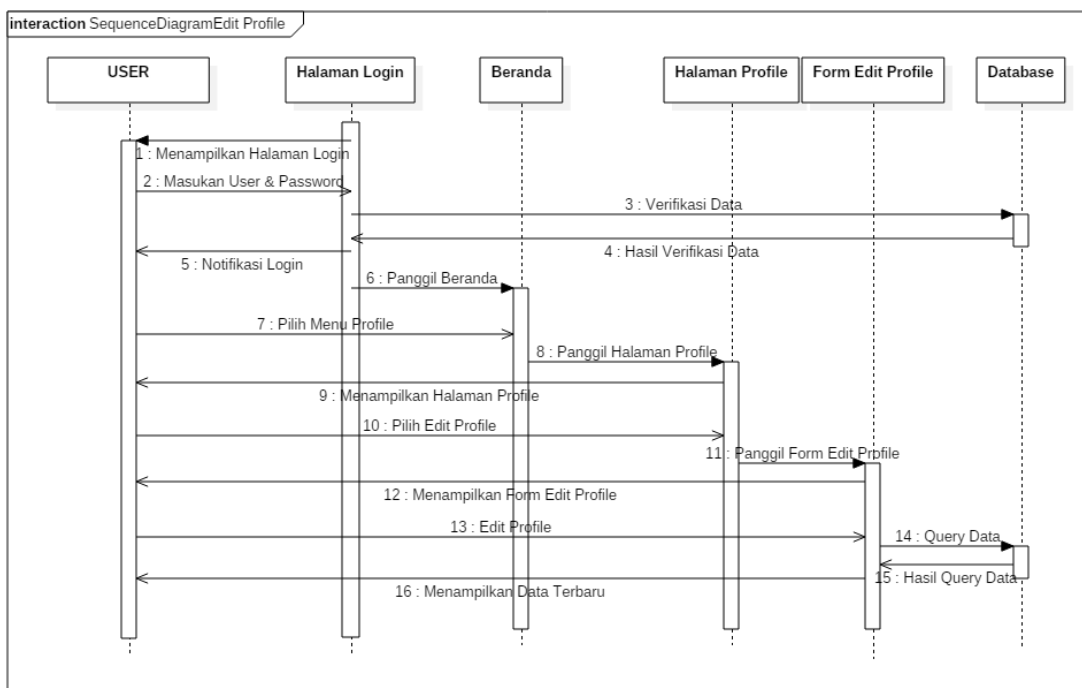 interaction SequenceDiagramEdit Profile
USER
Halaman Login
Beranda
Halaman Profile
Form Edit Profile
Database
1 : Menampilkan Halaman Login
2 : Masukan User & Password
3 : Verifikasi Data
4 : Hasil Verifikasi Data
5 : Notifikasi Login
6 : Panggil Beranda
7 : Pilih Menu Profile
8 : Panggil Halaman Profile
9 : Menampilkan Halaman Profile
10 : Pilih Edit Profile
11 : Panggil Form Edit Profile
12 : Menampilkan Form Edit Profile
13 : Edit Profile
14 : Query Data
15 : Hasil Query Data
16 : Menampilkan Data Terbaru